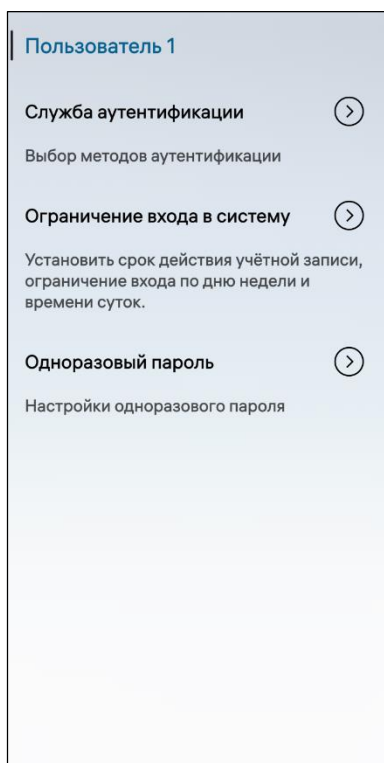 Пользователь 1
Служба аутентификации
Выбор методов аутентификации
Ограничение входа в систему
Установить срок действия учётной записи,
ограничение входа по дню недели и
времени суток.
Одноразовый пароль
Настройки одноразового пароля